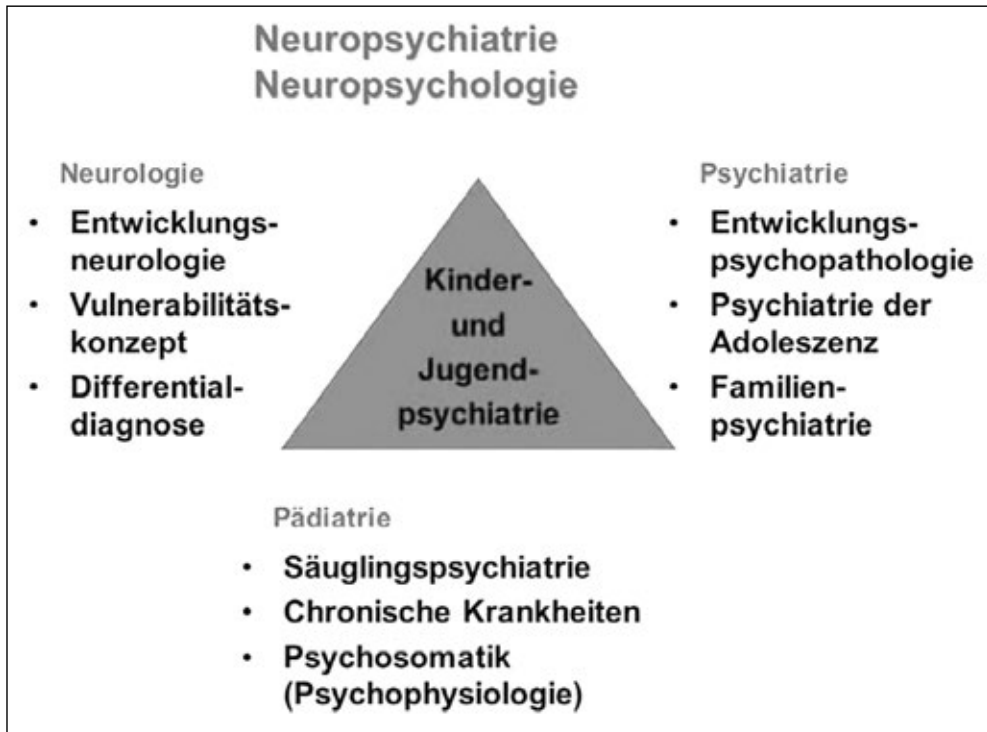 Neuropsychiatrie
Neuropsychologie
Neurologie
• Entwicklungs-
neurologie
• Vulnerabilitäts-
konzept
• Differential-
diagnose
Kinder-
und
Jugend-
psychiatrie
Psychiatrie
• Entwicklungs-
psychopathologie
• Psychiatrie der
Adoleszenz
• Familien-
psychiatrie
Pädiatrie
• Säuglingspsychiatrie
• Chronische Krankheiten
• Psychosomatik
(Psychophysiologie)